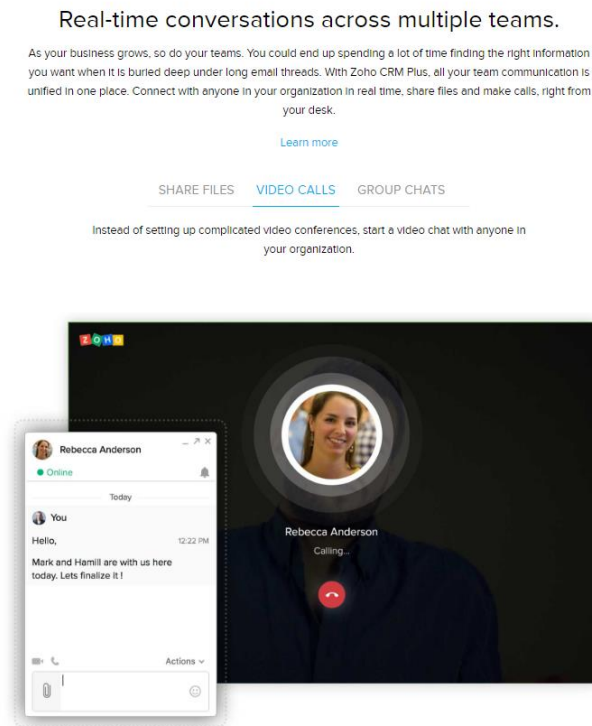 Real-time conversations across multiple teams.
As your business grows, so do your teams. You could end up spending a lot of time finding the right information
you want when it is buried deep under long email threads. With Zoho CRM Plus, all your team communication is
unified in one place. Connect with anyone in your organization in real time, share files and make calls, right from
your desk.
Learn more
SHARE FILES VIDEO CALLS GROUP CHATS
Instead of setting up complicated video conferences, start a video chat with anyone in
your organization.
ZOHO
Rebecca Anderson
Calling...
Rebecca Anderson
Online
Today
You
Hello, 12:22 PM
Mark and Hamill are with us here
today. Lets finalize it !
Actions